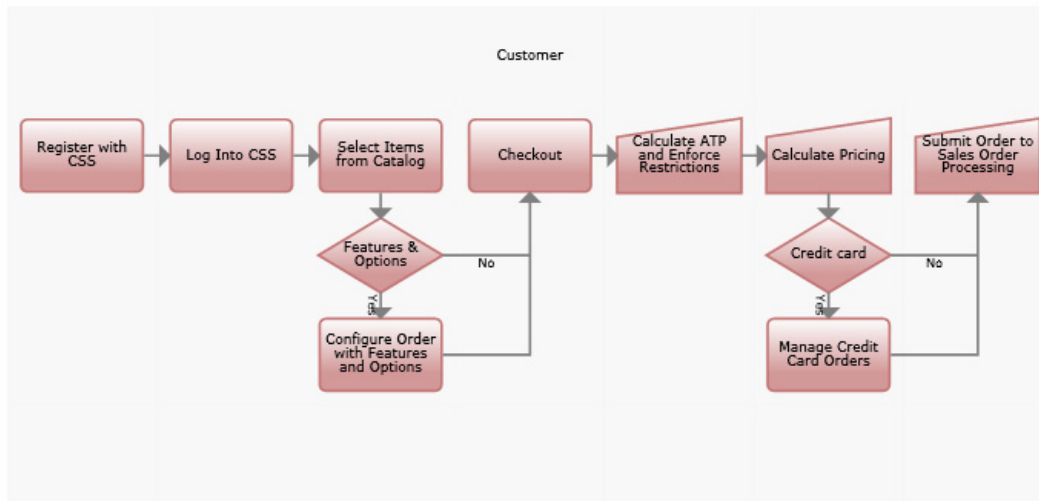 Customer
Register with
CSS
Log Into CSS
Select Items
from Catalog
Checkout
Calculate ATP
and Enforce
Restrictions
Calculate Pricing
Submit Order to
Sales Order
Processing
Features &
Options
No
Yes
Configure Order
with Features
and Options
Credit card
No
Yes
Manage Credit
Card Orders